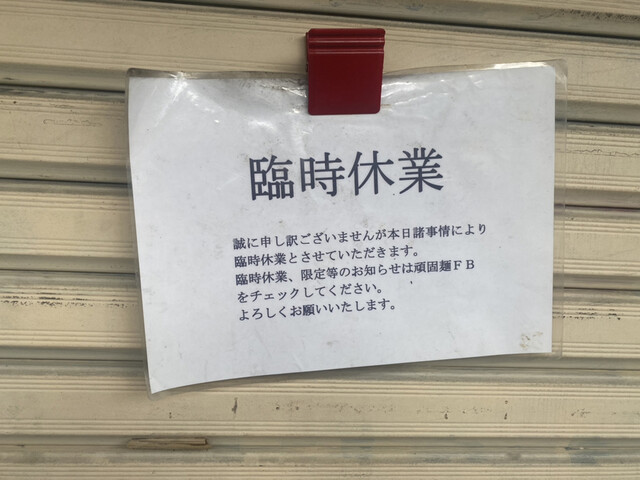 臨時休業
誠に申し訳ございませんが本日諸事情により
臨時休業とさせていただきます。
臨時休業、限定等のお知らせは頑固麺ＦＢ
をチェックしてください。
よろしくお願いいたします。